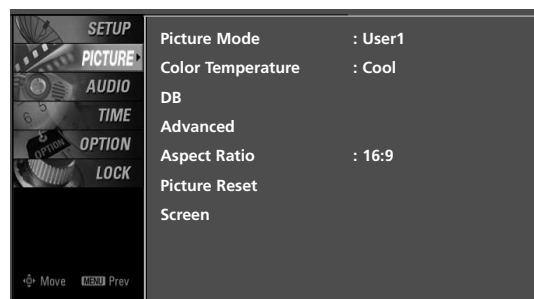 SETUP
PICTURE
AUDIO
TIME
OPTION
LOCK
Move MENU Prev
Picture Mode : User1
Color Temperature : Cool
DB
Advanced
Aspect Ratio : 16:9
Picture Reset
Screen